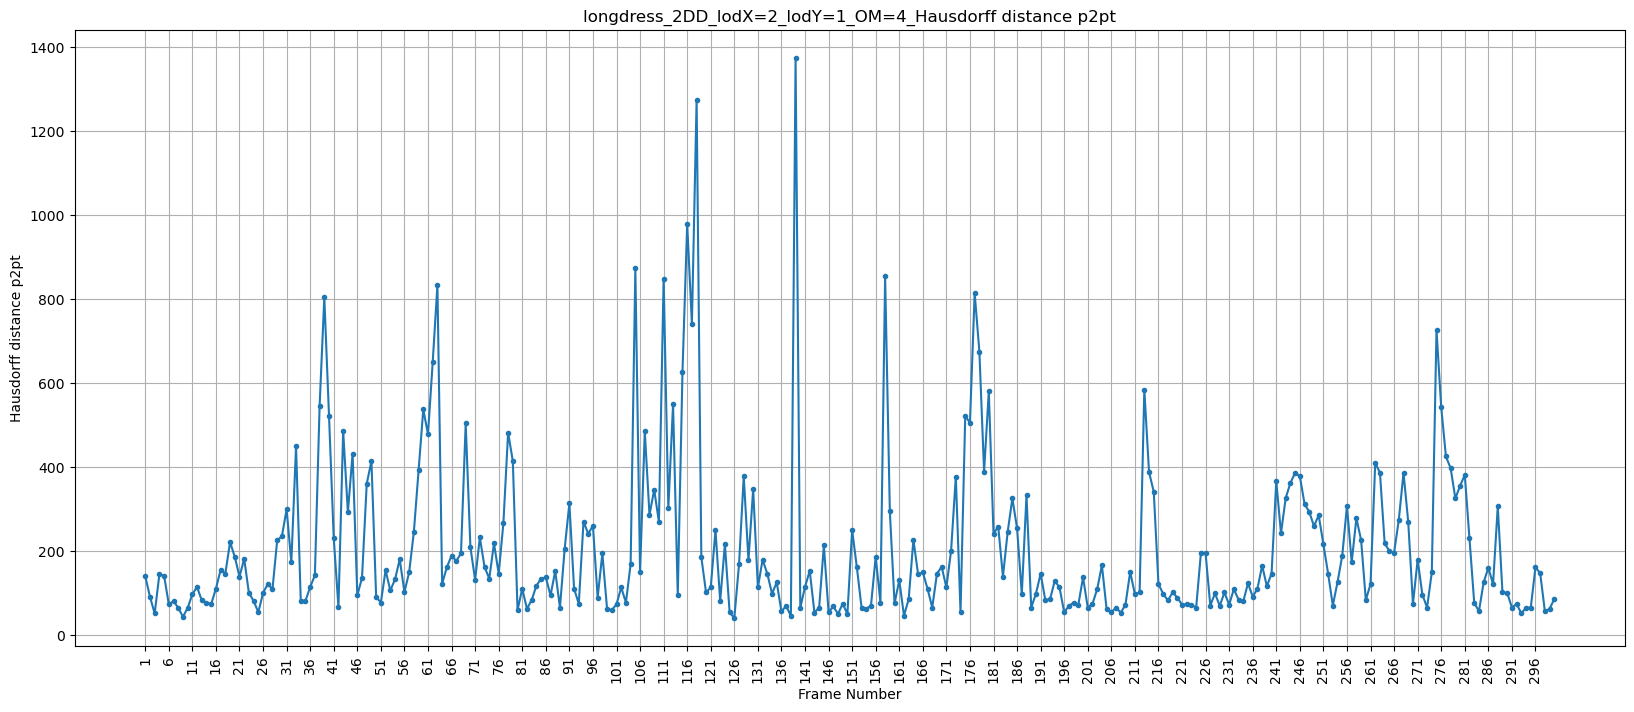 longdress_2DD_lodX=2_lodY=1_OM=4_Hausdorff distance p2pt
1400
1200
1000
800
600
400
200
0
Hausdorff distance p2pt
1 6 11 16 21 26 31 36 41 46 51 56 61 66 71 76 81 86 91 96 101 106 111 116 121 126 131 136 141 146 151 156 161 166 171 176 181 186 191 196 201 206 211 216 221 226 231 236 241 246 251 256 261 266 271 276 281 286 291 296
Frame Number